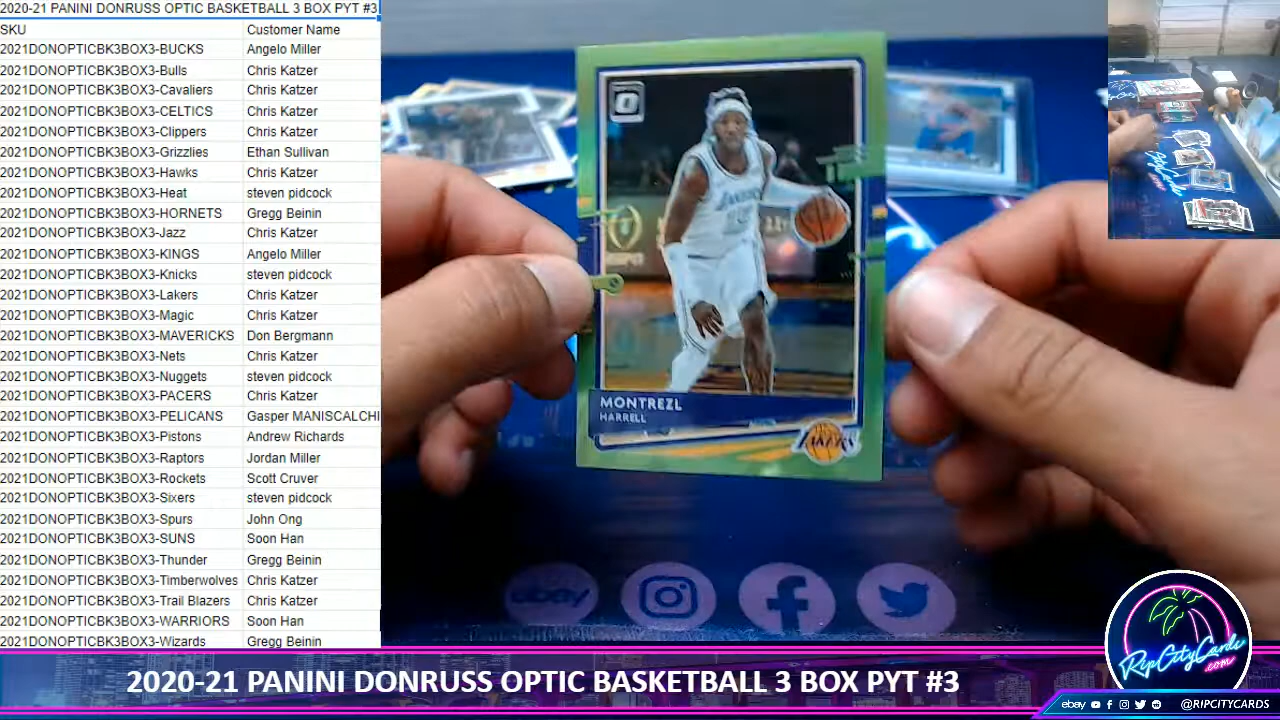 2020-21 PANINI DONRUSS OPTIC BASKETBALL 3 BOX PYT #3
SKU Customer Name
2021DONOPTICBK3BOX3-BUCKS Angelo Miller
2021DONOPTICBK3BOX3-Bulls Chris Katzer
2021DONOPTICBK3BOX3-Cavaliers Chris Katzer
2021DONOPTICBK3BOX3-CELTICS Chris Katzer
2021DONOPTICBK3BOX3-Clippers Chris Katzer
2021DONOPTICBK3BOX3-Grizzlies Ethan Sullivan
2021DONOPTICBK3BOX3-Hawks Chris Katzer
2021DONOPTICBK3BOX3-Heat steven pidcock
2021DONOPTICBK3BOX3-HORNETS Gregg Beinin
2021DONOPTICBK3BOX3-Jazz Chris Katzer
2021DONOPTICBK3BOX3-KINGS Angelo Miller
2021DONOPTICBK3BOX3-Knicks steven pidcock
2021DONOPTICBK3BOX3-Lakers Chris Katzer
2021DONOPTICBK3BOX3-Magic Chris Katzer
2021DONOPTICBK3BOX3-MAVERICKS Don Bergmann
2021DONOPTICBK3BOX3-Nets Chris Katzer
2021DONOPTICBK3BOX3-Nuggets steven pidcock
2021DONOPTICBK3BOX3-PACERS Chris Katzer
2021DONOPTICBK3BOX3-PELICANS Gasper MANISCALCHI
2021DONOPTICBK3BOX3-Pistons Andrew Richards
2021DONOPTICBK3BOX3-Raptors Jordan Miller
2021DONOPTICBK3BOX3-Rockets Scott Cruver
2021DONOPTICBK3BOX3-Sixers steven pidcock
2021DONOPTICBK3BOX3-Spurs John Ong
2021DONOPTICBK3BOX3-SUNS Soon Han
2021DONOPTICBK3BOX3-Thunder Gregg Beinin
2021DONOPTICBK3BOX3-Timberwolves Chris Katzer
2021DONOPTICBK3BOX3-Trail Blazers Chris Katzer
2021DONOPTICBK3BOX3-WARRIORS Soon Han
2021DONOPTICBK3BOX3-Wizards Gregg Beinin
MONTREZL
HARRELL
LAKERS
ebay
RipCityCards
.com
2020-21 PANINI DONRUSS OPTIC BASKETBALL 3 BOX PYT #3
ebay @RIPCITYCARDS